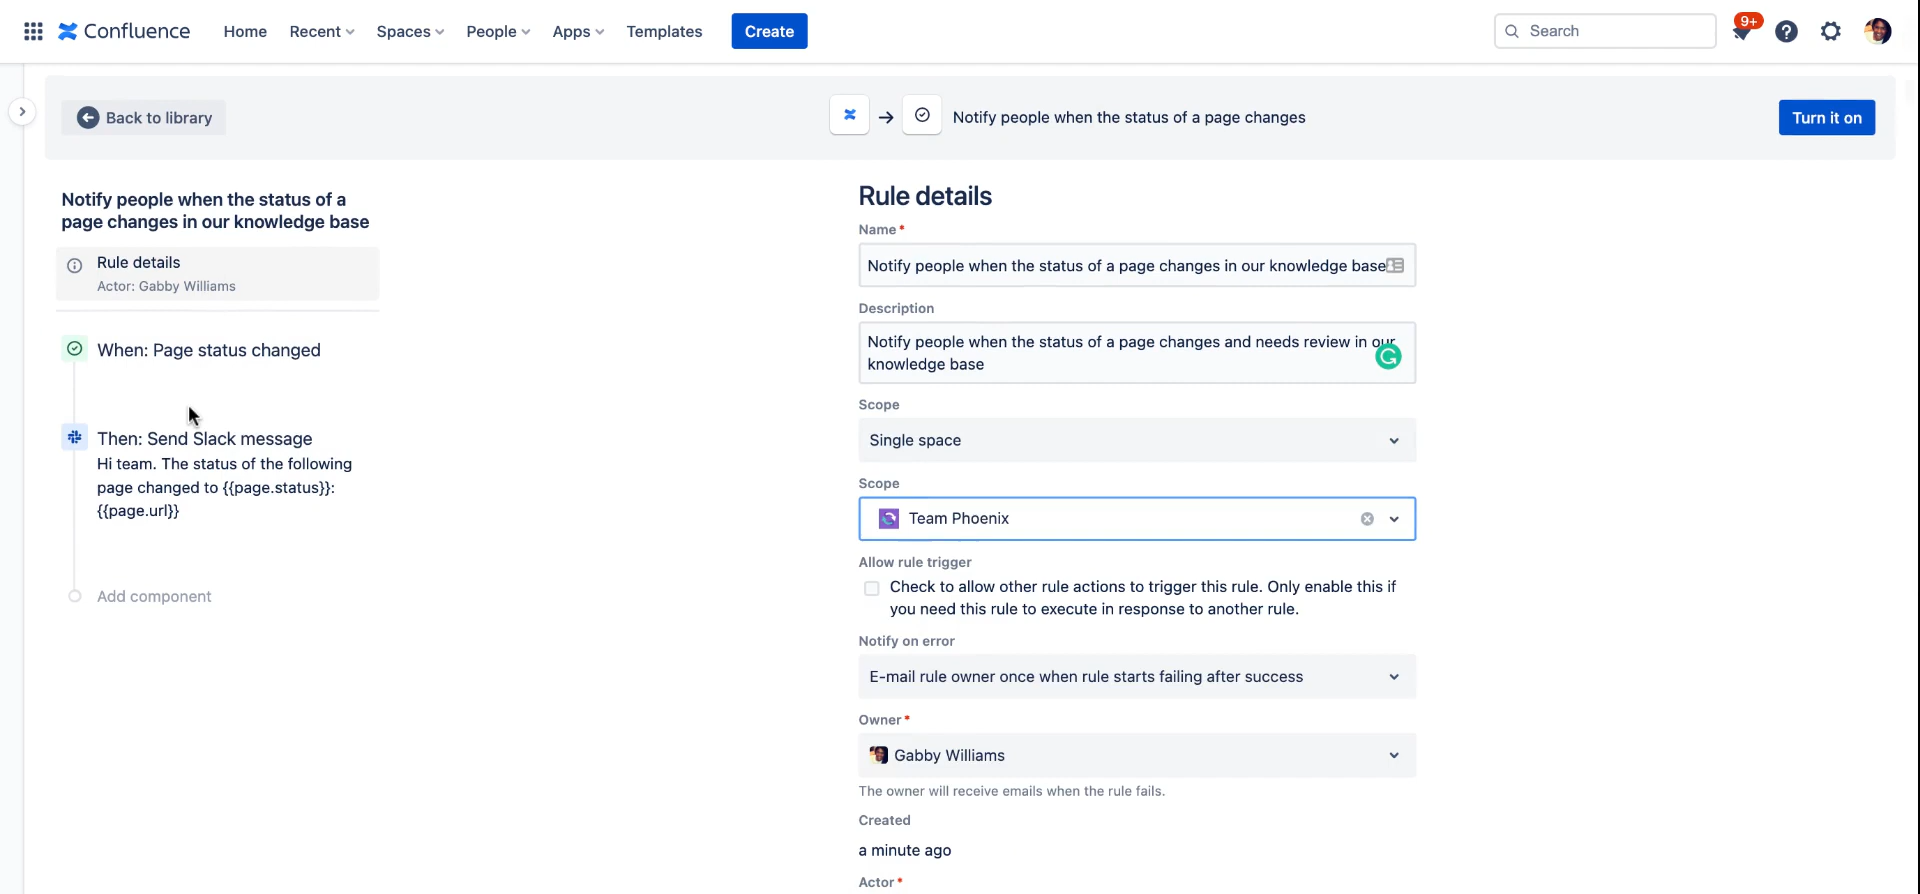 Confluence
Home
Recent
Spaces
People
Apps
Templates
Create
Search
9+
Back to library
Notify people when the status of a page changes
Turn it on
Notify people when the status of a
page changes in our knowledge base
Rule details
Actor: Gabby Williams
When: Page status changed
Then: Send Slack message
Hi team. The status of the following
page changed to {{page.status}}:
{{page.url}}
Add component
Rule details
Name *
Notify people when the status of a page changes in our knowledge base
Description
Notify people when the status of a page changes and needs review in our
knowledge base
Scope
Single space
Scope
Team Phoenix
Allow rule trigger
Check to allow other rule actions to trigger this rule. Only enable this if
you need this rule to execute in response to another rule.
Notify on error
E-mail rule owner once when rule starts failing after success
Owner *
Gabby Williams
The owner will receive emails when the rule fails.
Created
a minute ago
Actor *